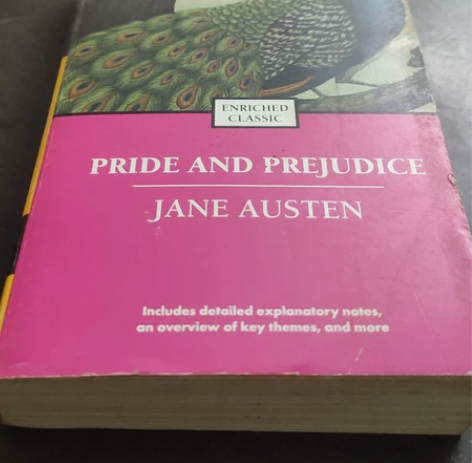 ENRICHED
CLASSIC
PRIDE AND PREJUDICE
JANE AUSTEN
Includes detailed explanatory notes,
an overview of key themes, and more